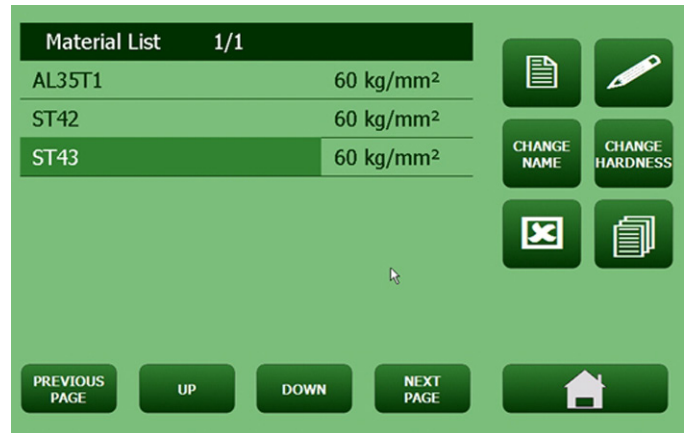 Material List 1/1
AL35T1 60 kg/mm²
ST42 60 kg/mm²
ST43 60 kg/mm²
CHANGE
NAME
CHANGE
HARDNESS
PREVIOUS
PAGE
UP
DOWN
NEXT
PAGE